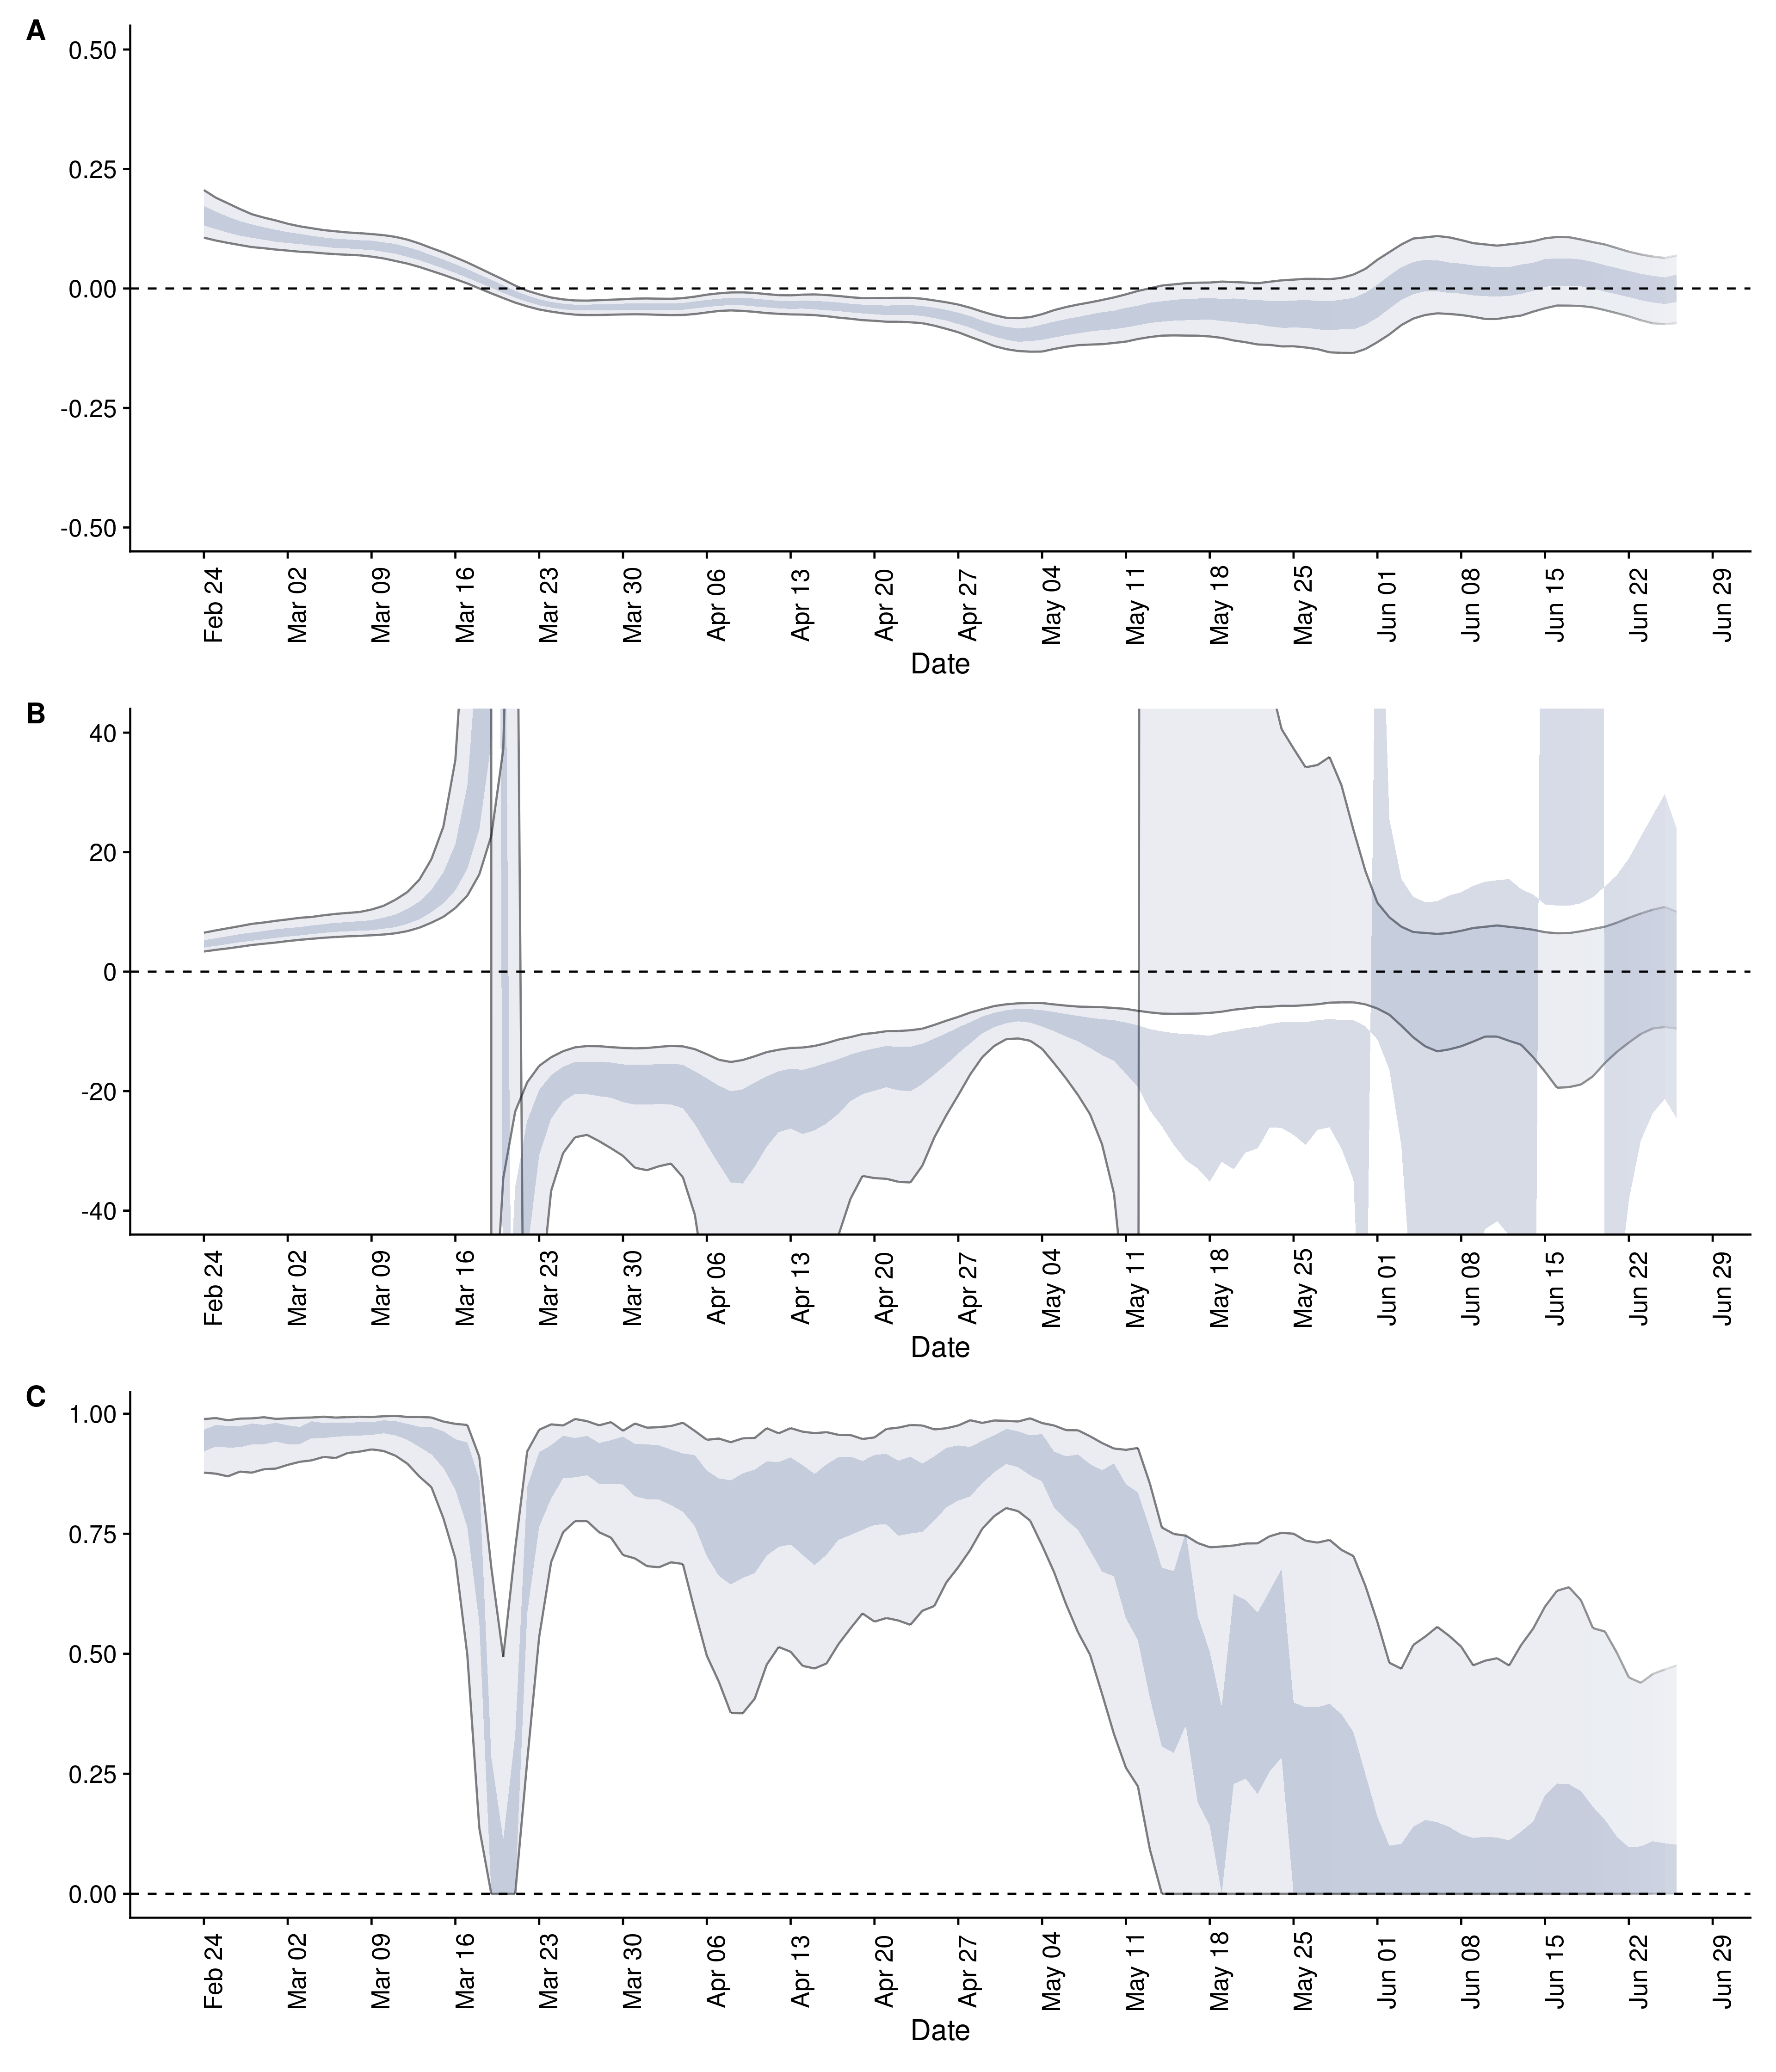 A
0.50
0.25
0.00
-0.25
-0.50
Feb 24
Mar 02
Mar 09
Mar 16
Mar 23
Mar 30
Apr 06
Apr 13
Apr 20
Apr 27
May 04
May 11
May 18
May 25
Jun 01
Jun 08
Jun 15
Jun 22
Jun 29
Date
B
40
20
0
-20
-40
Feb 24
Mar 02
Mar 09
Mar 16
Mar 23
Mar 30
Apr 06
Apr 13
Apr 20
Apr 27
May 04
May 11
May 18
May 25
Jun 01
Jun 08
Jun 15
Jun 22
Jun 29
Date
C
1.00
0.75
0.50
0.25
0.00
Feb 24
Mar 02
Mar 09
Mar 16
Mar 23
Mar 30
Apr 06
Apr 13
Apr 20
Apr 27
May 04
May 11
May 18
May 25
Jun 01
Jun 08
Jun 15
Jun 22
Jun 29
Date